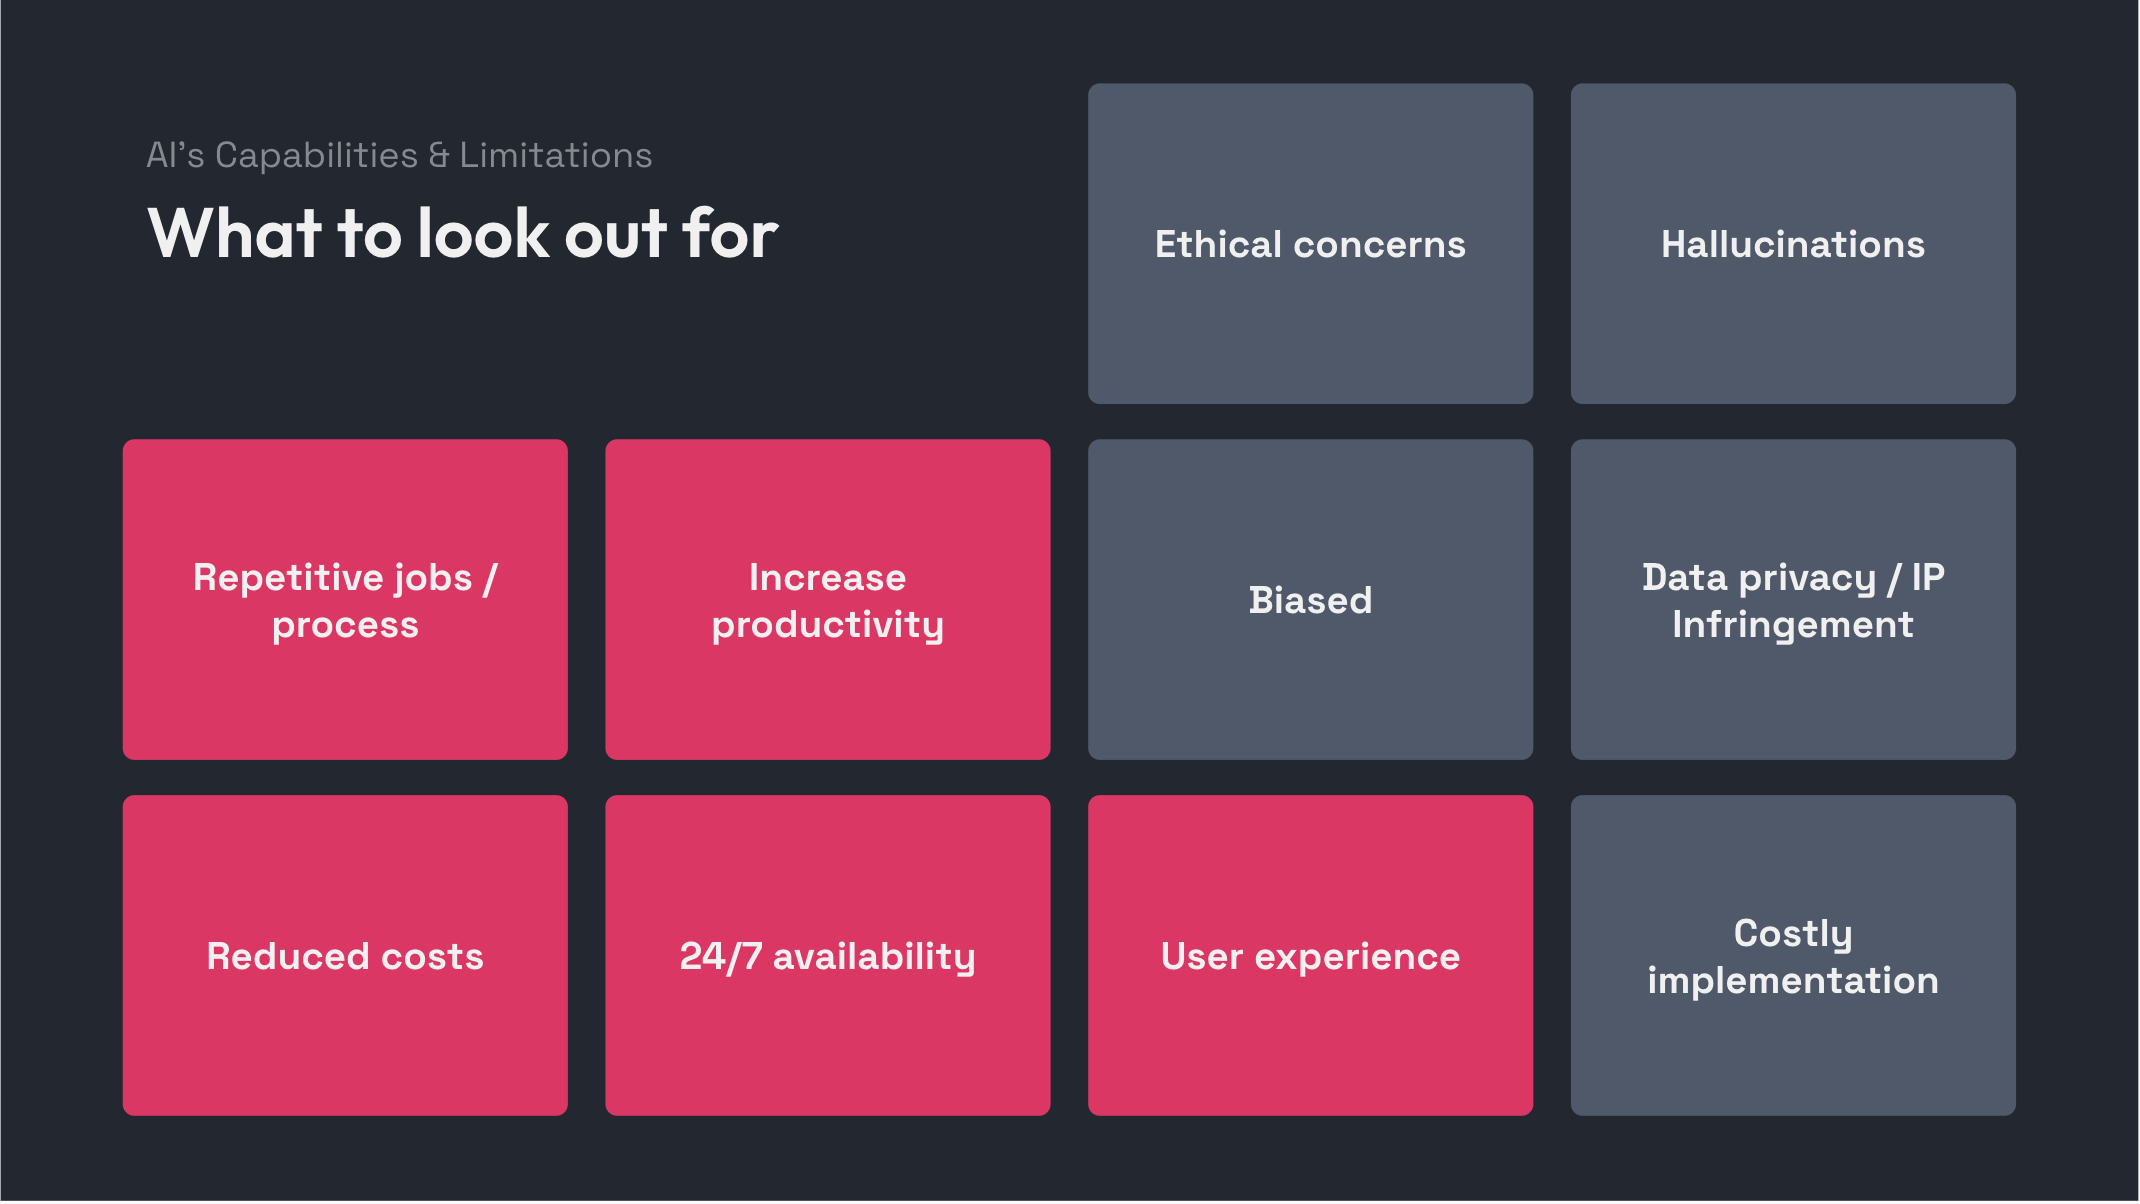 AI's Capabilities & Limitations
What to look out for
Ethical concerns
Hallucinations
Repetitive jobs /
process
Increase
productivity
Biased
Data privacy / IP
Infringement
Reduced costs
24/7 availability
User experience
Costly
implementation